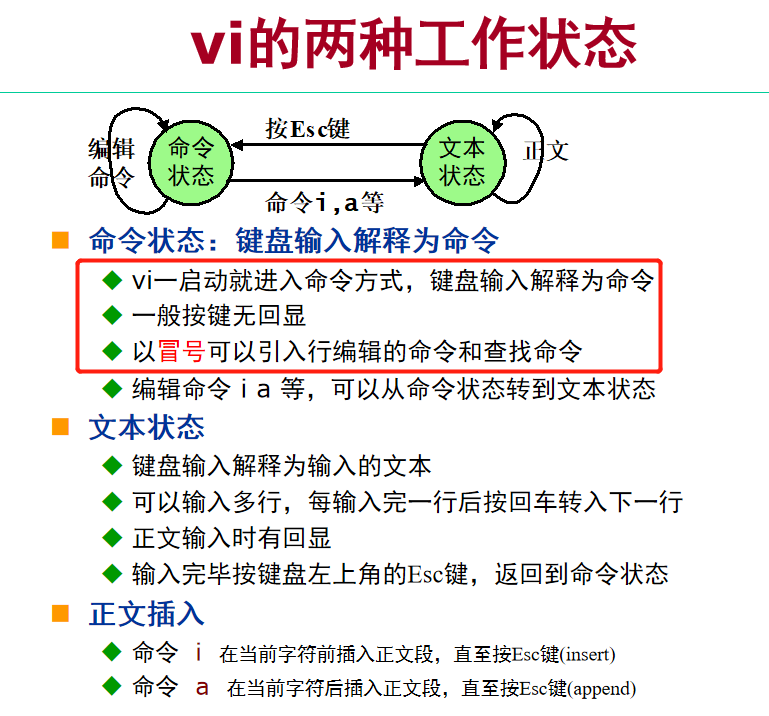 vi的两种工作状态
按Esc键
编辑
命令
命令
状态
文本
状态
正文
命令i,a等
命令状态：键盘输入解释为命令
vi一启动就进入命令方式，键盘输入解释为命令
一般按键无回显
以冒号可以引入行编辑的命令和查找命令
编辑命令 i a 等，可以从命令状态转到文本状态
文本状态
键盘输入解释为输入的文本
可以输入多行，每输入完一行后按回车转入下一行
正文输入时有回显
输入完毕按键盘左上角的Esc键，返回到命令状态
正文插入
命令 i 在当前字符前插入正文段，直至按Esc键(insert)
命令 a 在当前字符后插入正文段，直至按Esc键(append)